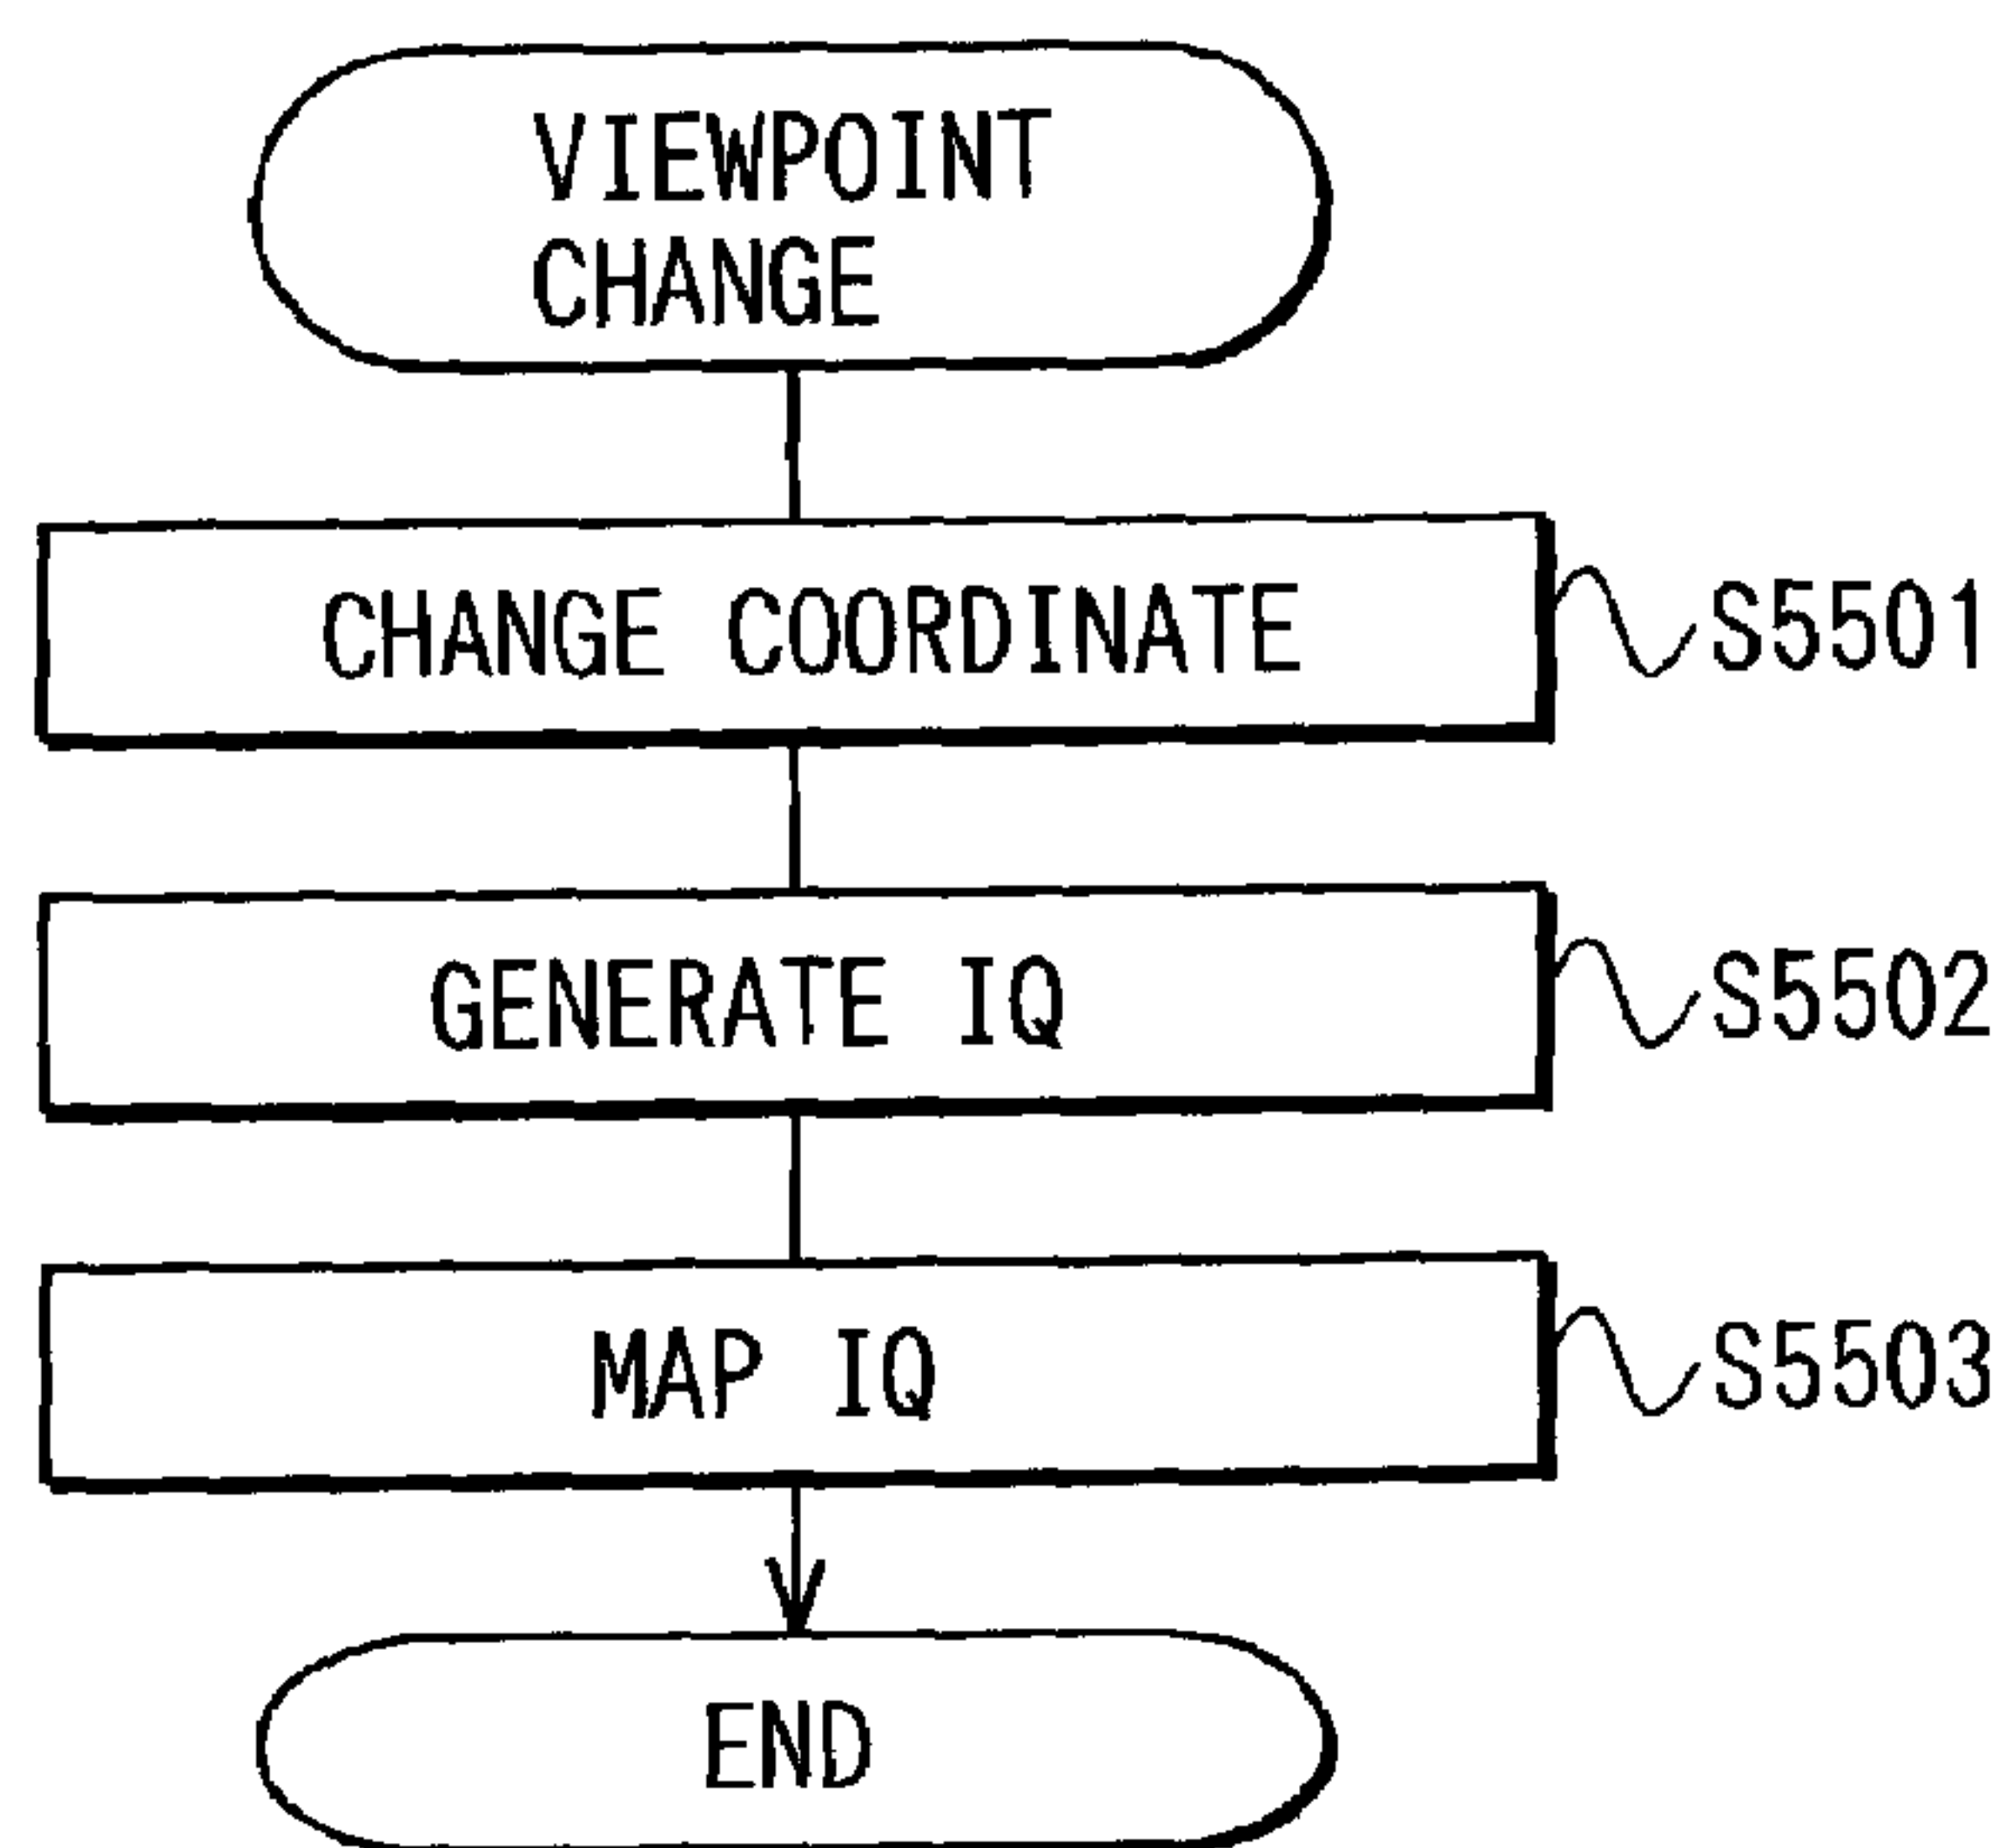 VIEWPOINT
CHANGE
CHANGE COORDINATE
S5501
GENERATE IQ
S5502
MAP IQ
S5503
END